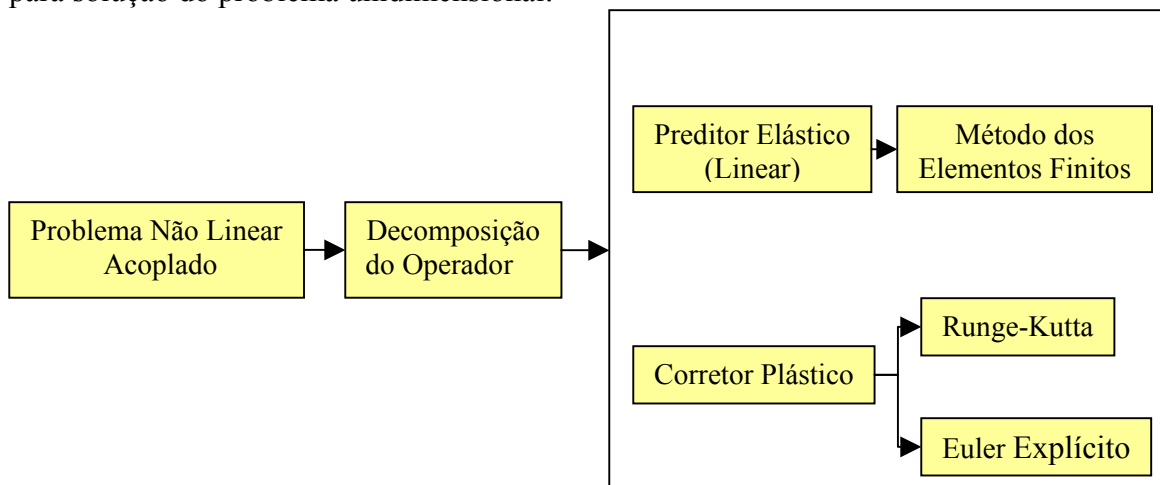 para solução do problema unidimensional.
Preditor Elástico
(Linear)
Método dos
Elementos Finitos
Problema Não Linear
Acoplado
Decomposição
do Operador
Runge-Kutta
Corretor Plástico
Euler Explícito